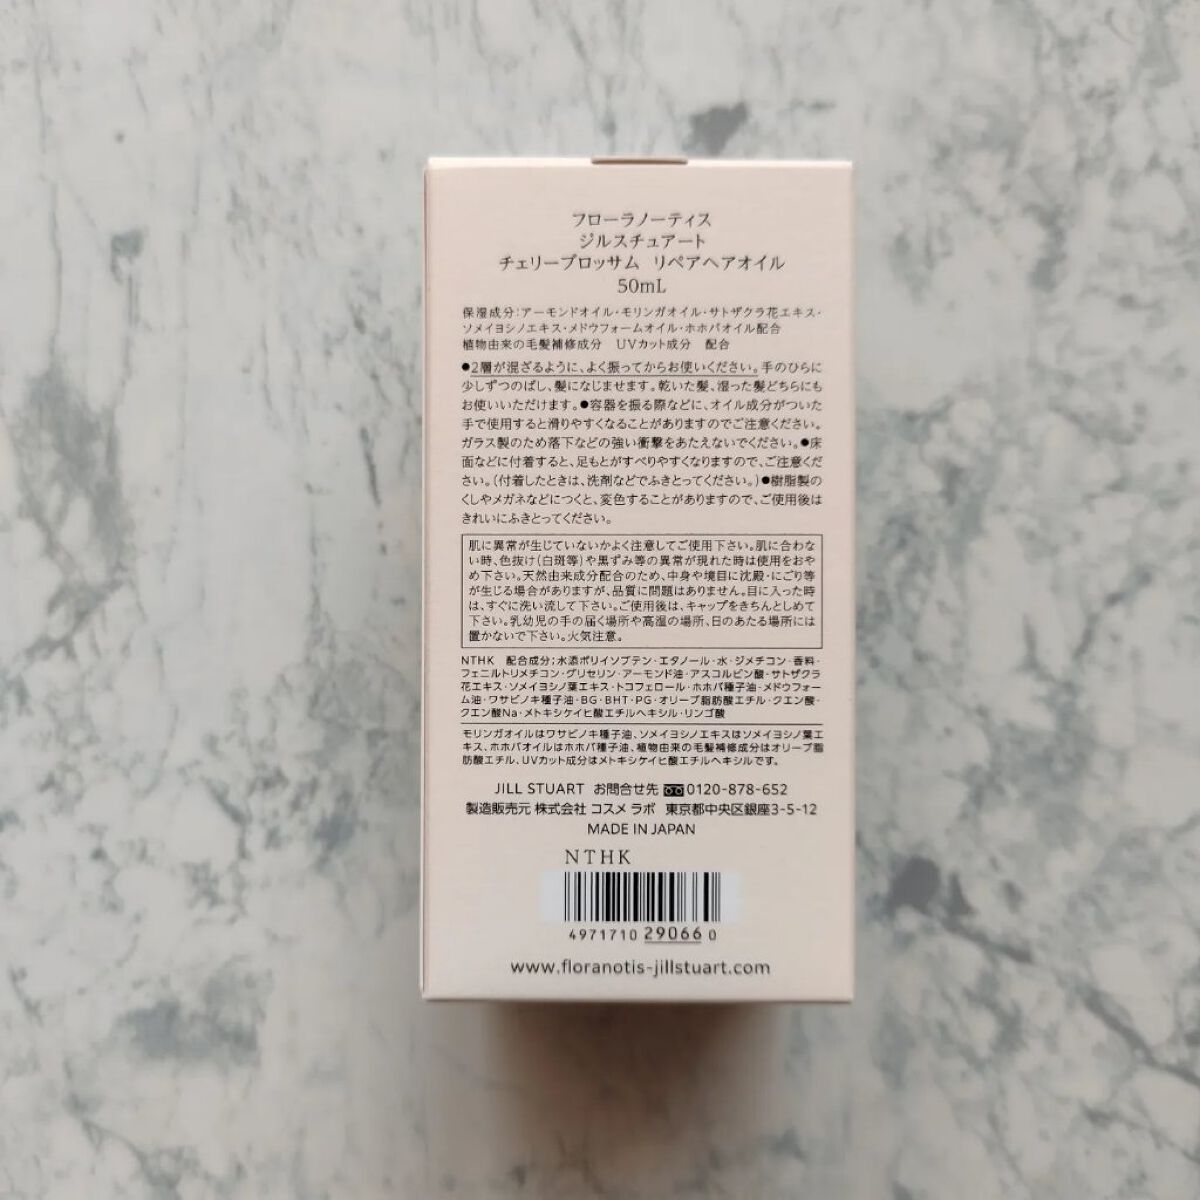 フローラノーティス
ジルスチュアート
チェリーブロッサム リペアヘアオイル
50mL
保湿成分:アーモンドオイル・モリンガオイル・サトザクラ花エキス・
ソメイヨシノエキス・メドウフォームオイル・ホホバオイル配合
植物由来の毛髪補修成分 UVカット成分 配合
●2層が混ざるように、よく振ってからお使いください。手のひらに
少しずつのばし、髪になじませます。乾いた髪、湿った髪どちらにも
お使いいただけます。●容器を振る際などに、オイル成分がついた
手で使用すると滑りやすくなることがありますのでご注意ください。
ガラス製のため落下などの強い衝撃をあたえないでください。●床
面などに付着すると、足もとがすべりやすくなりますので、ご注意くだ
さい。(付着したときは、洗剤などでふきとってください。)●樹脂製の
くしやメガネなどにつくと、変色することがありますので、ご使用後は
きれいにふきとってください。
肌に異常が生じていないかよく注意してご使用下さい。肌に合わな
い時、色抜け(白斑等)や黒ずみ等の異常が現れた時は使用をおや
め下さい。天然由来成分配合のため、中身や境目に沈殿・にごり等
が生じる場合がありますが、品質に問題はありません。目に入った時
は、すぐに洗い流して下さい。ご使用後は、キャップをきちんとしめて
下さい。乳幼児の手の届く場所や高温の場所、日のあたる場所には
置かないで下さい。火気注意。
NTHK 配合成分:水添ポリイソブテン・エタノール・水・ジメチコン・香料・
フェニルトリメチコン・グリセリン・アーモンド油・アスコルビン酸・サトザクラ
花エキス・ソメイヨシノ葉エキス・トコフェロール・ホホバ種子油・メドウフォー
ム油・ワサビノキ種子油・BG・BHT・PG・オリーブ脂肪酸エチル・クエン酸・
クエン酸Na・メトキシケイヒ酸エチルヘキシル・リンゴ酸
モリンガオイルはワサビノキ種子油、ソメイヨシノエキスはソメイヨシノ葉エ
キス、ホホバオイルはホホバ種子油、植物由来の毛髪補修成分はオリーブ脂
肪酸エチル、UVカット成分はメトキシケイヒ酸エチルヘキシルです。
JILL STUART お問合せ先 0120-878-652
製造販売元 株式会社 コスメ ラボ 東京都中央区銀座3-5-12
MADE IN JAPAN
NTHK
4971710 29066 0
www.floranotis-jillstuart.com